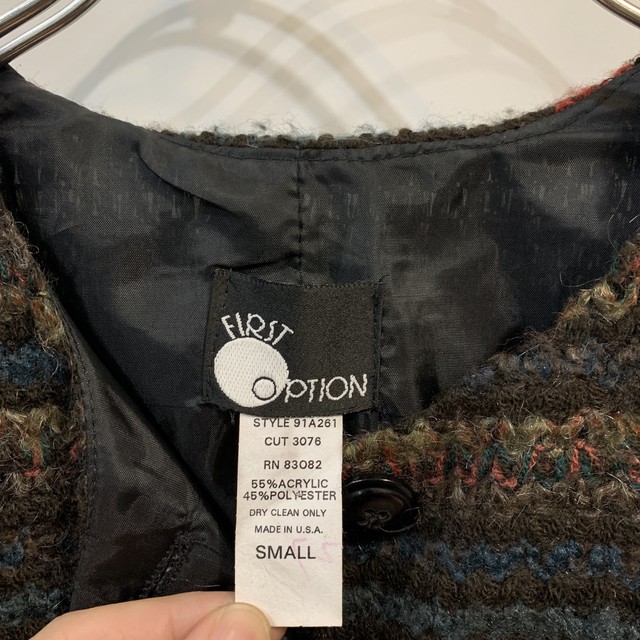 FIRST
OPTION
STYLE 91A261
CUT 3076
RN 83082
55%ACRYLIC
45%POLYESTER
DRY CLEAN ONLY
MADE IN U.S.A.
SMALL